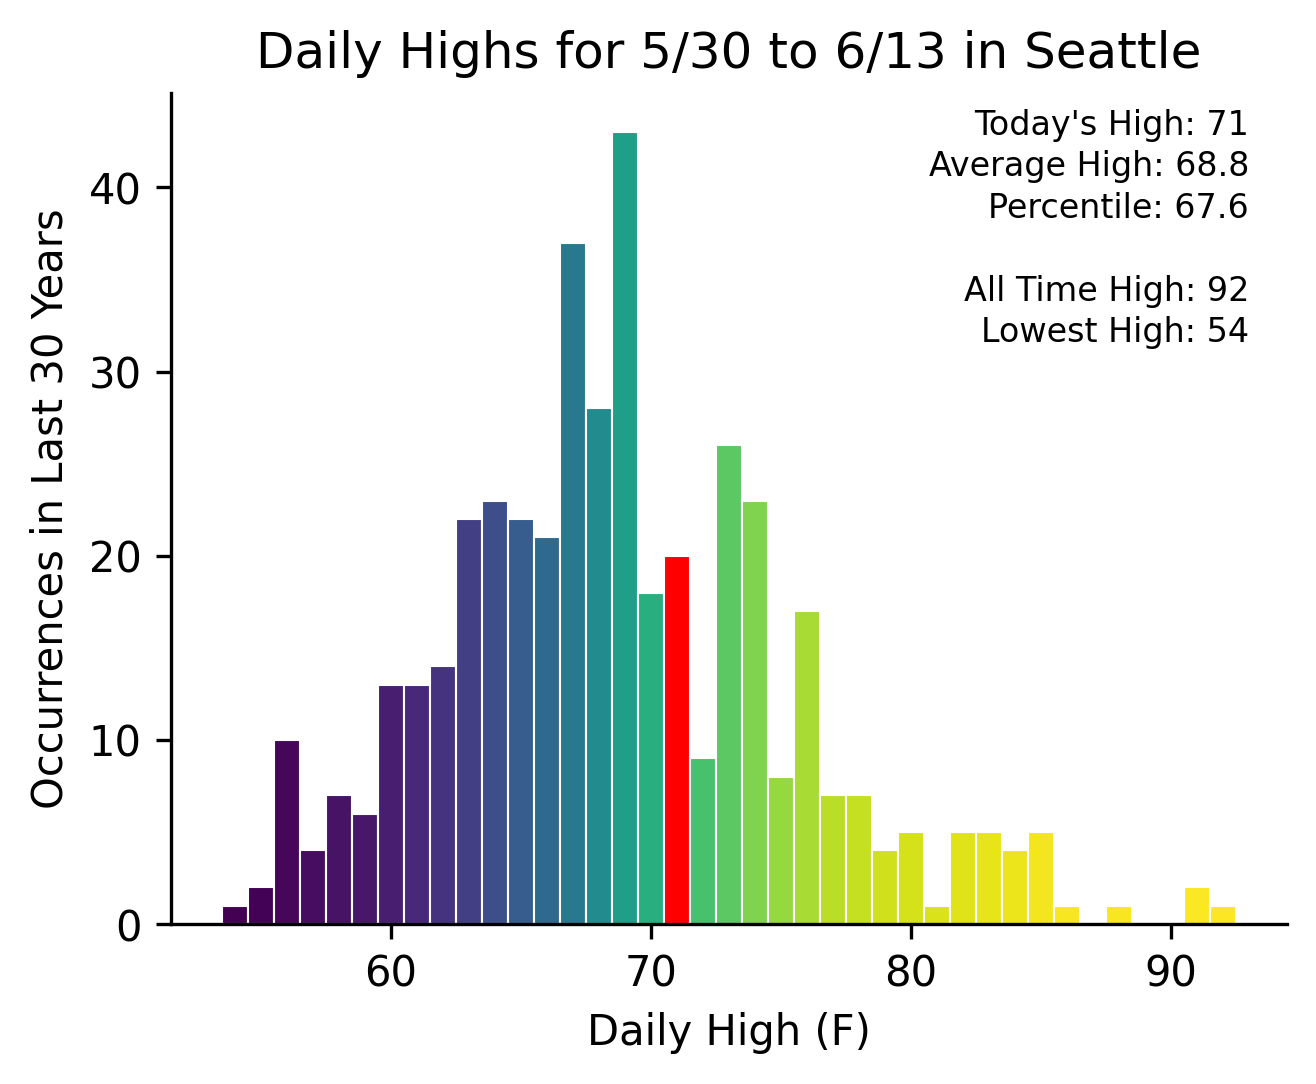 Daily Highs for 5/30 to 6/13 in Seattle
Today's High: 71
Average High: 68.8
Percentile: 67.6
All Time High: 92
Lowest High: 54
Occurrences in Last 30 Years
40
30
20
10
0
60 70 80 90
Daily High (F)